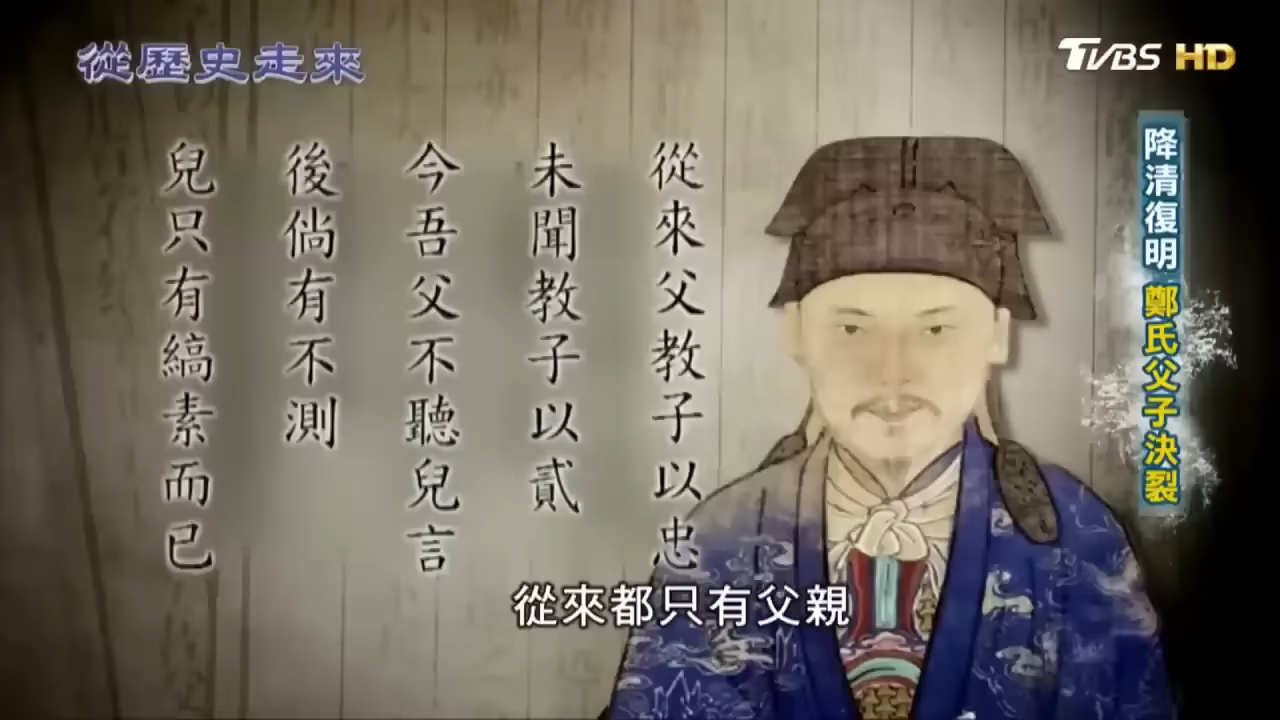 從歷史走來
TVBS HD
降清復明 鄭氏父子決裂
從來父教子以忠
未聞教子以貳
今吾父不聽兒言
後倘有不測
兒只有縞素而已
從來都只有父親